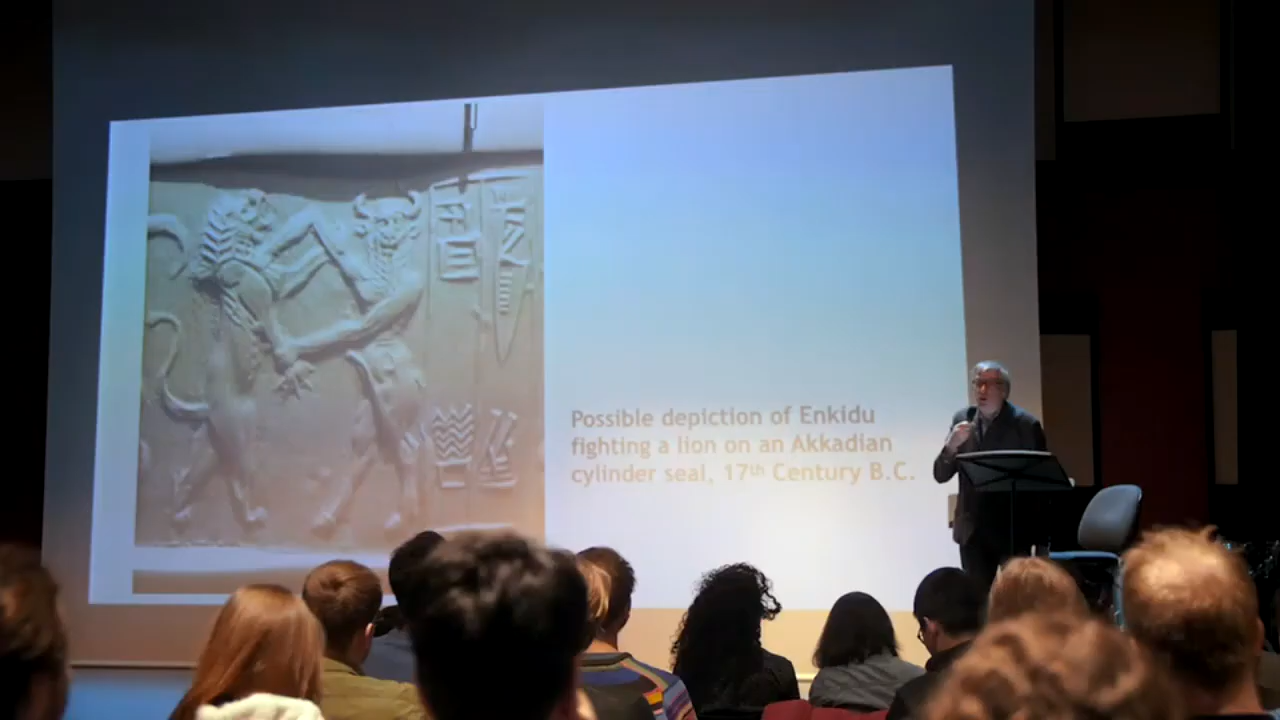 Possible depiction of Enkidu
fighting a lion on an Akkadian
cylinder seal, 17th Century B.C.